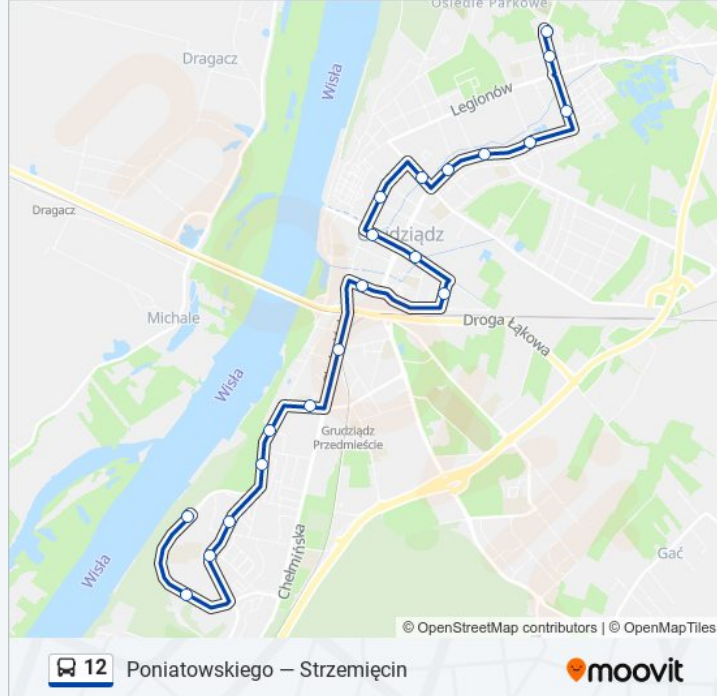 Osiedle Parkowe
Dragacz
Wisła
Legionów
Dragacz
Grudziądz
Michale
Droga Łąkowa
Wisła
Grudziądz
Przedmieście
Chełmińska
Gać
Wisła
© OpenStreetMap contributors | © OpenMapTiles
12 Poniatowskiego — Strzemięcin
moovit